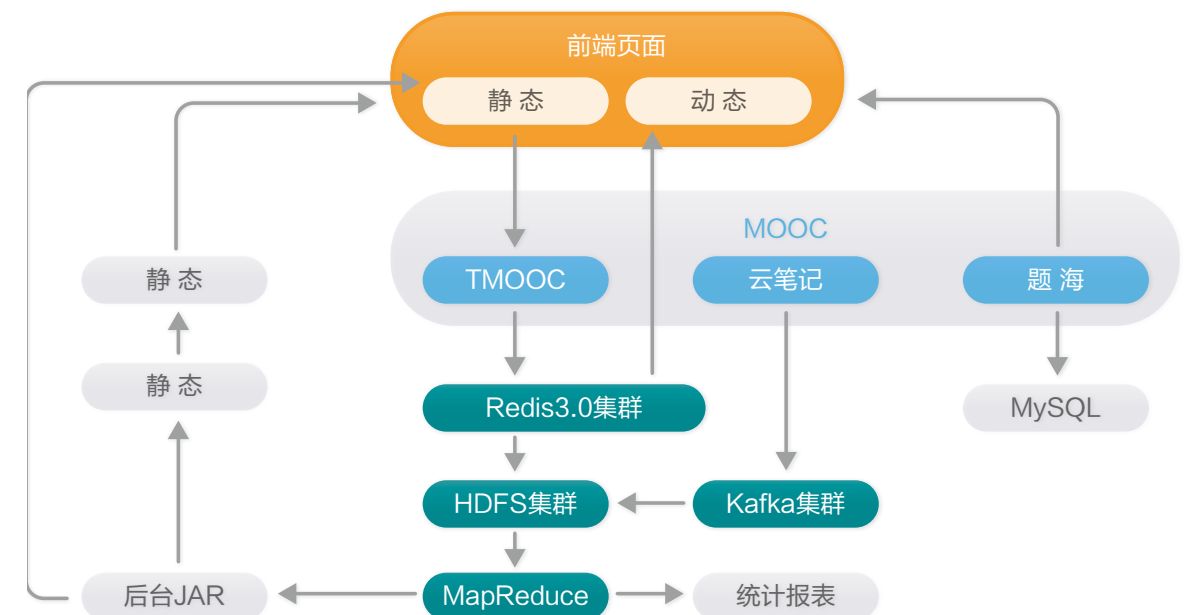 前端页面
静 态
动 态
MOOC
静 态
TMOOC
云笔记
题 海
静 态
Redis3.0集群
MySQL
HDFS集群
Kafka集群
后台JAR
MapReduce
统计报表